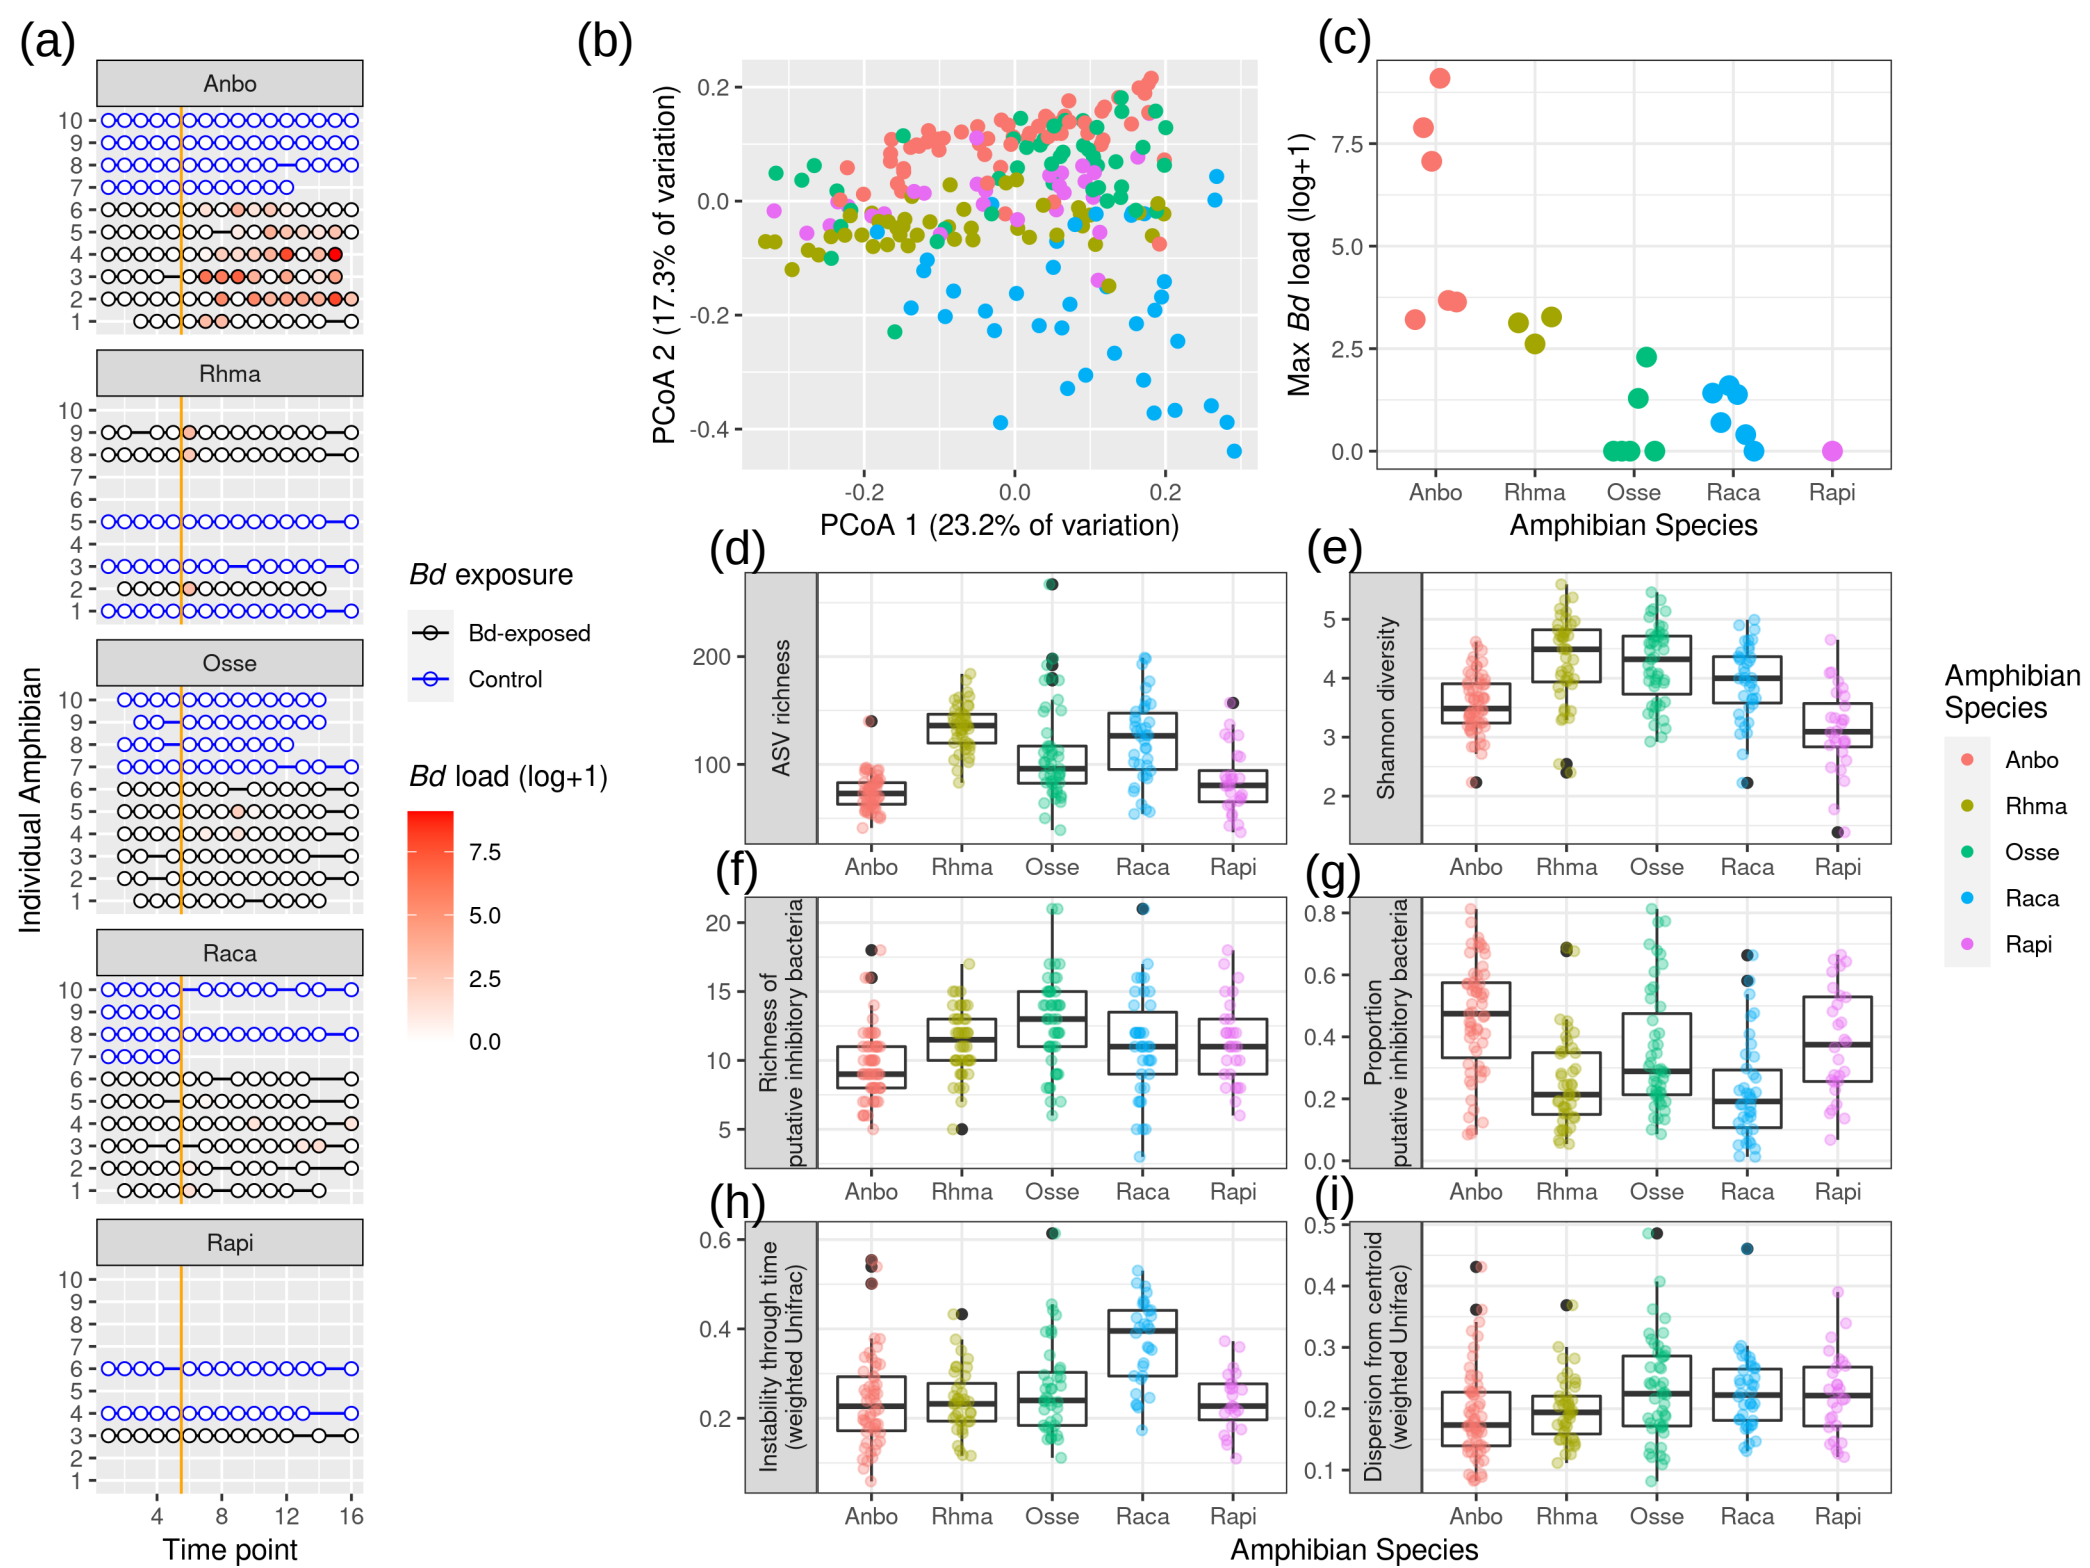 (a)
Anbo
10
9
8
7
6
5
4
3
2
1
Rhma
10
9
8
7
6
5
4
3
2
1
Osse
10
9
8
7
6
5
4
3
2
1
Raca
10
9
8
7
6
5
4
3
2
1
Rapi
10
9
8
7
6
5
4
3
2
1
4 8 12 16
Time point
Individual Amphibian
Bd exposure
Bd-exposed
Control
Bd load (log+1)
7.5
5.0
2.5
0.0
(b)
PCoA 2 (17.3% of variation)
0.2
0.0
-0.2
-0.4
-0.2 0.0 0.2
PCoA 1 (23.2% of variation)
(c)
Max Bd load (log+1)
7.5
5.0
2.5
0.0
Anbo Rhma Osse Raca Rapi
Amphibian Species
(d)
ASV richness
200
100
Anbo Rhma Osse Raca Rapi
(e)
Shannon diversity
5
4
3
2
Anbo Rhma Osse Raca Rapi
(f)
Richness of
putative inhibitory bacteria
20
15
10
5
Anbo Rhma Osse Raca Rapi
(g)
Proportion
putative inhibitory bacteria
0.8
0.6
0.4
0.2
0.0
Anbo Rhma Osse Raca Rapi
(h)
Instability through time
(weighted Unifrac)
0.6
0.4
0.2
Anbo Rhma Osse Raca Rapi
(i)
Dispersion from centroid
(weighted Unifrac)
0.5
0.4
0.3
0.2
0.1
Anbo Rhma Osse Raca Rapi
Amphibian Species
Amphibian
Species
Anbo
Rhma
Osse
Raca
Rapi